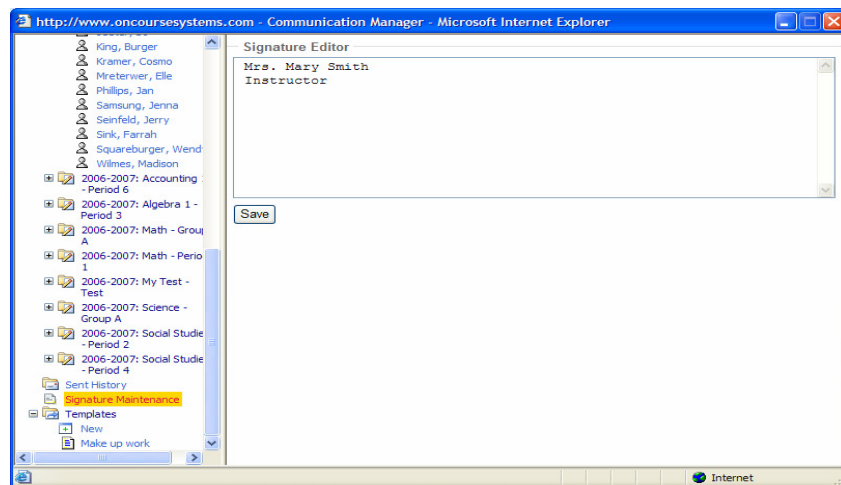 http://www.oncoursesystems.com - Communication Manager - Microsoft Internet Explorer
King, Burger
Kramer, Cosmo
Mreterwer, Elle
Phillips, Jan
Samsung, Jenna
Seinfeld, Jerry
Sink, Farrah
Squareburger, Wend
Wilmes, Madison
2006-2007: Accounting
- Period 6
2006-2007: Algebra 1 -
Period 3
2006-2007: Math - Grou
A
2006-2007: Math - Perio
1
2006-2007: My Test -
Test
2006-2007: Science -
Group A
2006-2007: Social Studie
- Period 2
2006-2007: Social Studie
- Period 4
Sent History
Signature Maintenance
Templates
New
Make up work
Signature Editor
Mrs. Mary Smith
Instructor
Save
Internet